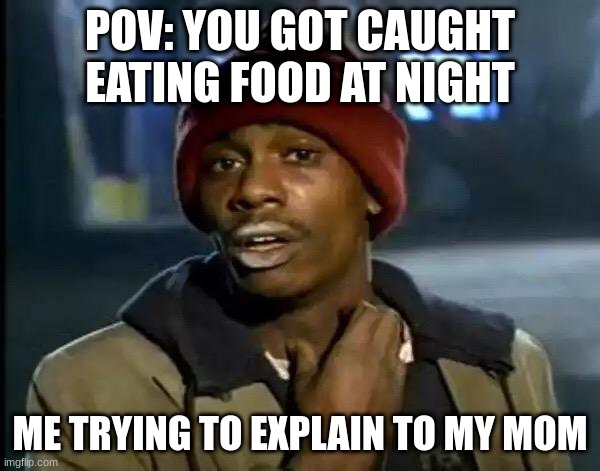 POV: YOU GOT CAUGHT
EATING FOOD AT NIGHT
ME TRYING TO EXPLAIN TO MY MOM
imgflip.com